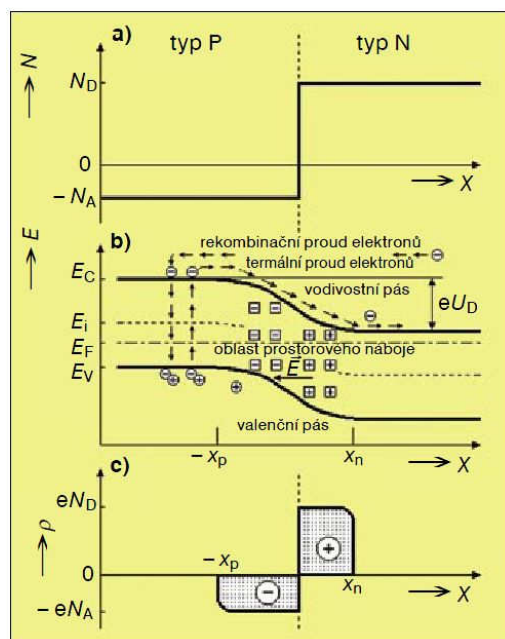 typ P typ N
a)
N
N_D
0
X
– N_A
E
b)
rekombinační proud elektronů
termální proud elektronů
E_C
vodivostní pás
eU_D
E_i
E_F
oblast prostorového náboje
E_V
E
valenční pás
– x_p x_n
X
c)
eN_D
ρ
– x_p
+
0
x_n
–
– eN_A
X